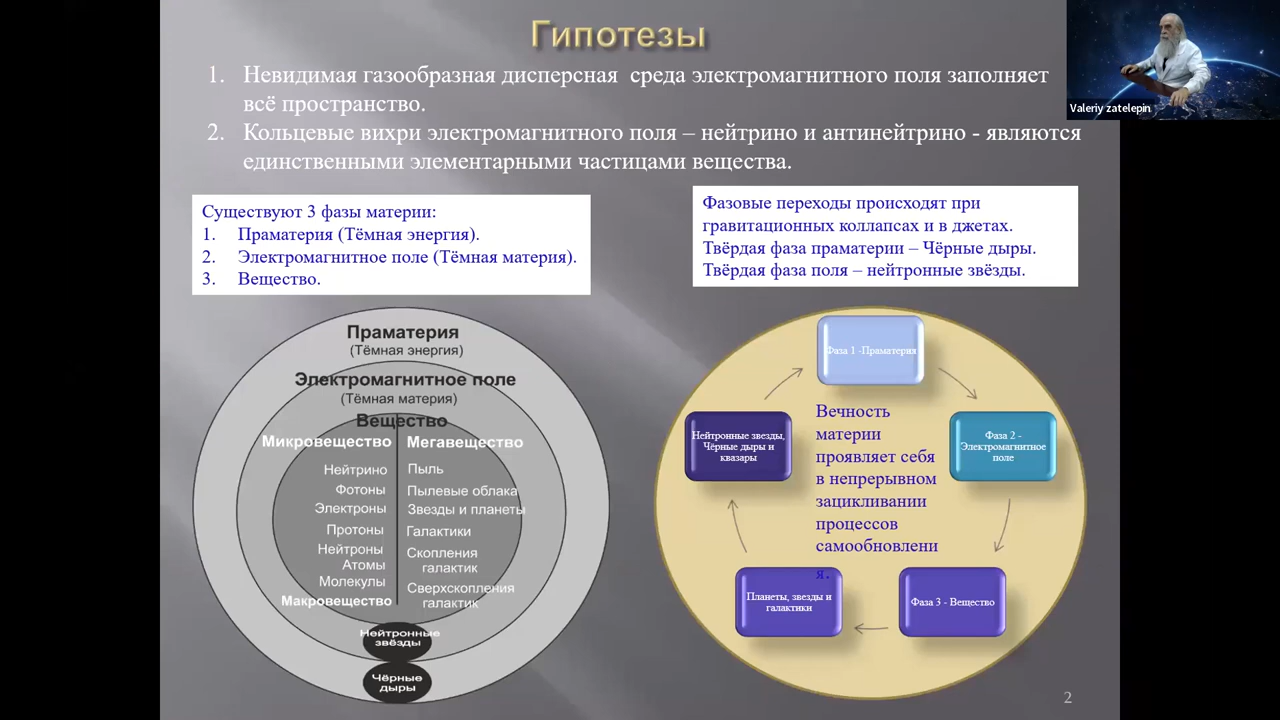 Гипотезы
1. Невидимая газообразная дисперсная среда электромагнитного поля заполняет
всё пространство.
2. Кольцевые вихри электромагнитного поля – нейтрино и антинейтрино - являются
единственными элементарными частицами вещества.
Valeriy zatelepin
Существуют 3 фазы материи:
1. Праматерия (Тёмная энергия).
2. Электромагнитное поле (Тёмная материя).
3. Вещество.
Фазовые переходы происходят при
гравитационных коллапсах и в джетах.
Твёрдая фаза праматерии – Чёрные дыры.
Твёрдая фаза поля – нейтронные звёзды.
Праматерия
(Тёмная энергия)
Электромагнитное поле
(Тёмная материя)
Вещество
Микровещество
Нейтрино
Фотоны
Электроны
Протоны
Нейтроны
Атомы
Молекулы
Макровещество
Мегавещество
Пыль
Пылевые облака
Звезды и планеты
Галактики
Скопления
галактик
Сверхскопления
галактик
Нейтронные
звёзды
Чёрные
дыры
Фаза 1 -Праматерия
Фаза 2 -
Электромагнитное
поле
Фаза 3 - Вещество
Планеты, звезды и
галактики
Нейтронные звезды,
Чёрные дыры и
квазары
Вечность
материи
проявляет себя
в непрерывном
зацикливании
процессов
самообновлени
я.
2